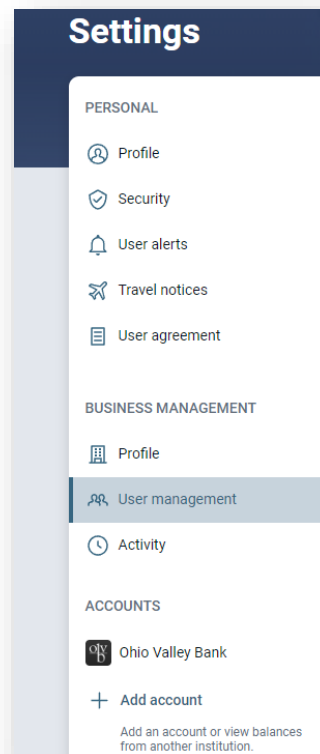 Settings
PERSONAL
Profile
Security
User alerts
Travel notices
User agreement
BUSINESS MANAGEMENT
Profile
User management
Activity
ACCOUNTS
ovb Ohio Valley Bank
Add account
Add an account or view balances
from another institution.